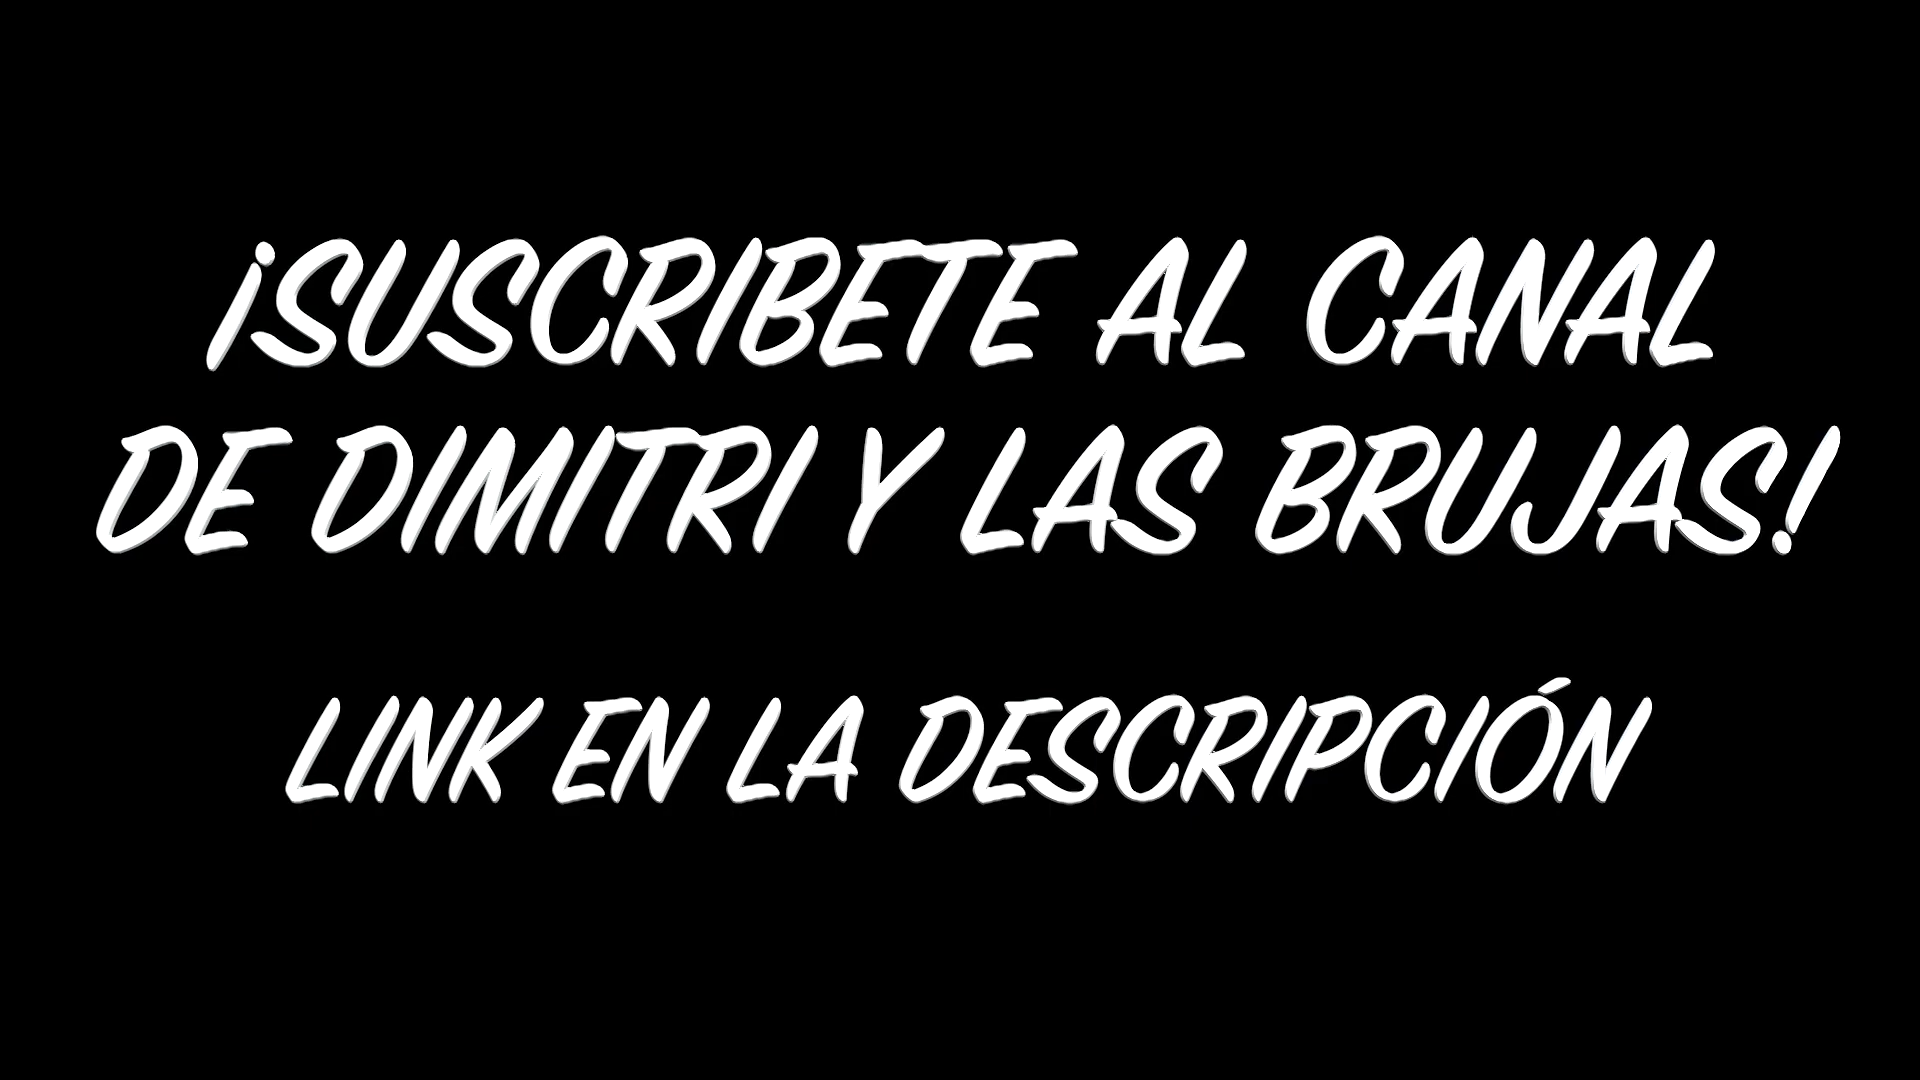 ¡SUSCRIBETE AL CANAL
DE DIMITRI Y LAS BRUJAS!
LINK EN LA DESCRIPCIÓN